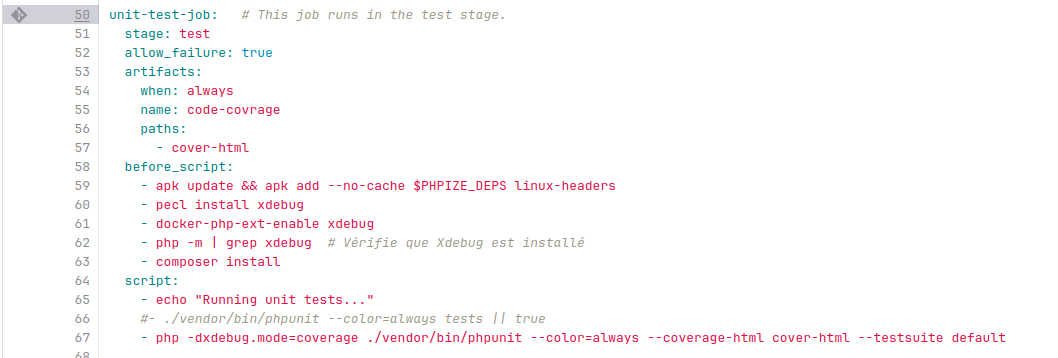 50 unit-test-job:   # This job runs in the test stage.
51   stage: test
52   allow_failure: true
53   artifacts:
54     when: always
55     name: code-covrage
56     paths:
57       - cover-html
58   before_script:
59     - apk update && apk add --no-cache $PHPIZE_DEPS linux-headers
60     - pecl install xdebug
61     - docker-php-ext-enable xdebug
62     - php -m | grep xdebug  # Vérifie que Xdebug est installé
63     - composer install
64   script:
65     - echo "Running unit tests..."
66     #- ./vendor/bin/phpunit --color=always tests || true
67     - php -dxdebug.mode=coverage ./vendor/bin/phpunit --color=always --coverage-html cover-html --testsuite default
68